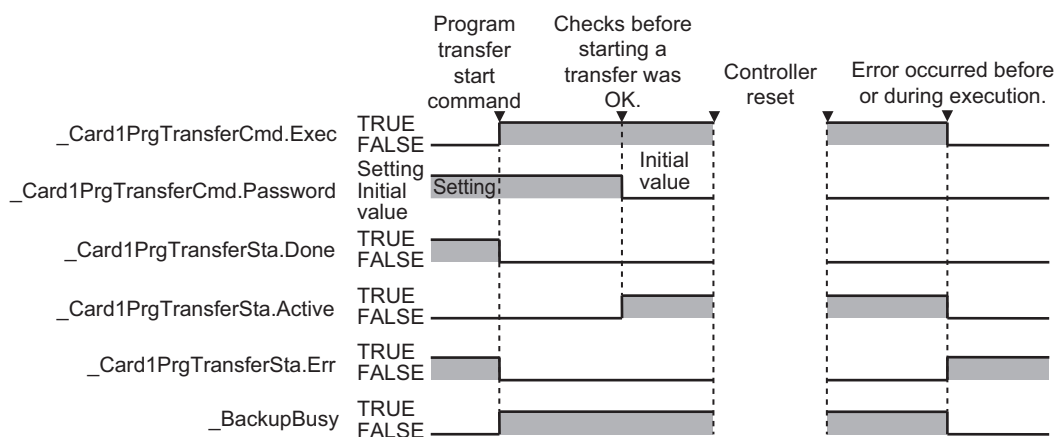 Program
transfer
start
command
Checks before
starting a
transfer was
OK.
Controller
reset
Error occurred before
or during execution.
_Card1PrgTransferCmd.Exec
TRUE
FALSE
_Card1PrgTransferCmd.Password
Setting
Initial
value
Setting
Initial
value
_Card1PrgTransferSta.Done
TRUE
FALSE
_Card1PrgTransferSta.Active
TRUE
FALSE
_Card1PrgTransferSta.Err
TRUE
FALSE
_BackupBusy
TRUE
FALSE